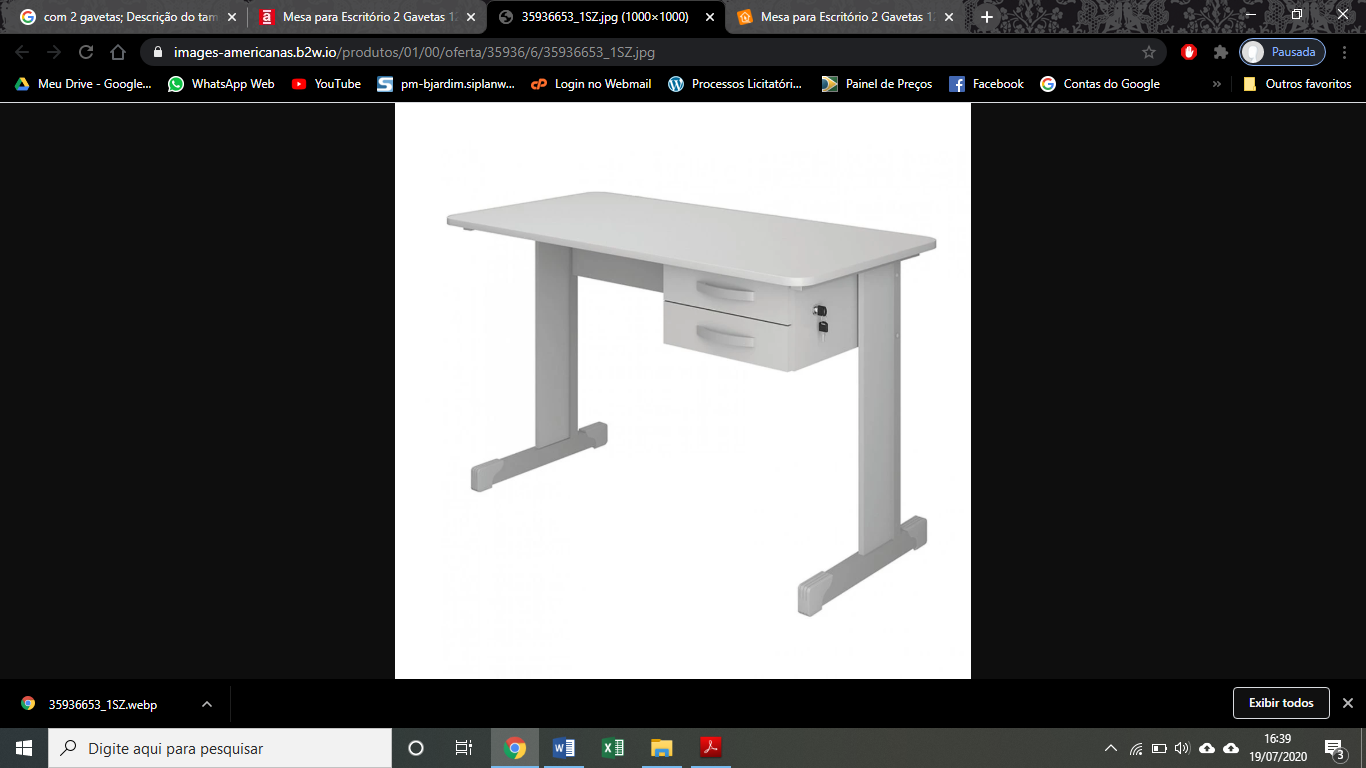 com 2 gavetas; Descrição do tam
Mesa para Escritório 2 Gavetas 12
35936653_1SZ.jpg (1000×1000)
Mesa para Escritório 2 Gavetas 12
images-americanas.b2w.io/produtos/01/00/oferta/35936/6/35936653_1SZ.jpg
Pausada
Meu Drive - Google...
WhatsApp Web
YouTube
pm-bjardim.siplanw...
Login no Webmail
Processos Licitatóri...
Painel de Preços
Facebook
Contas do Google
»
Outros favoritos
35936653_1SZ.webp
Exibir todos
Digite aqui para pesquisar
16:39
19/07/2020
3